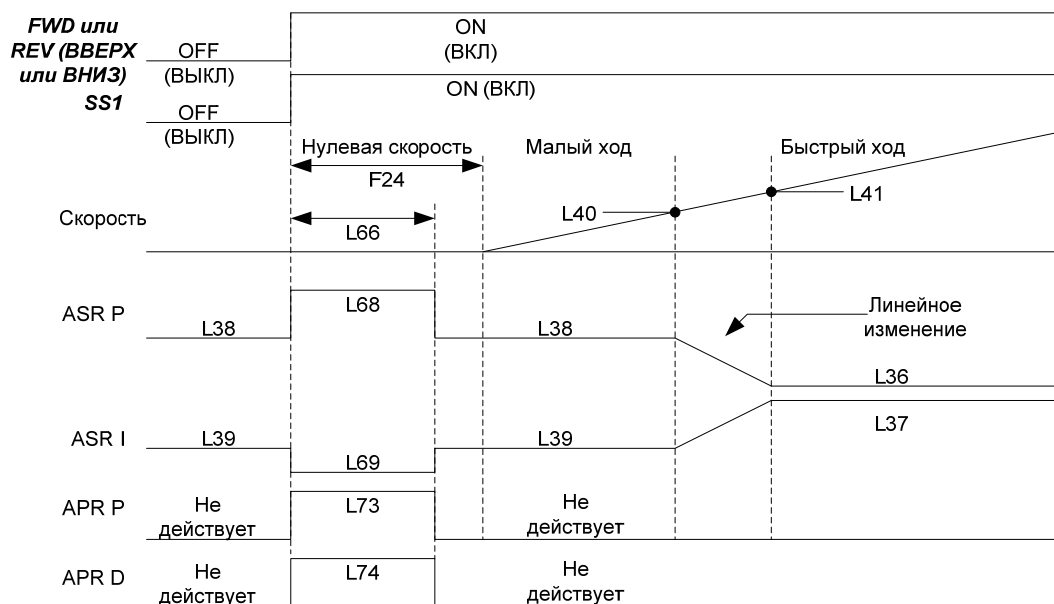 FWD или
REV (ВВЕРХ
или ВНИЗ)
OFF
(ВЫКЛ)
ON
(ВКЛ)
SS1
OFF
(ВЫКЛ)
ON (ВКЛ)
Нулевая скорость
Малый ход
Быстрый ход
F24
L41
L40
Скорость
L66
ASR P
L38
L68
L38
Линейное
изменение
L36
ASR I
L39
L69
L39
L37
APR P
Не
действует
L73
Не
действует
APR D
Не
действует
L74
Не
действует